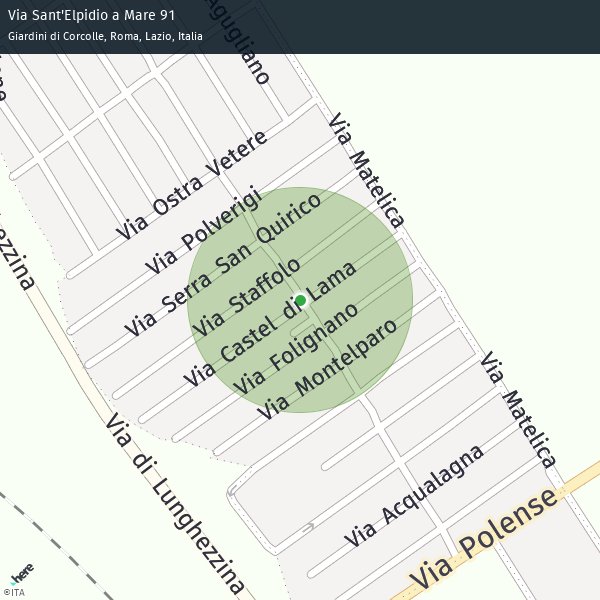 Via Sant'Elpidio a Mare 91
Giardini di Corcolle, Roma, Lazio, Italia
Agugliano
Via Matelica
Via Ostra Vetere
Via Polverigi
Via Serra San Quirico
Via Staffolo
Via Castel di Lama
Via Folignano
Via Montelparo
Via Matelica
Via di Lunghezzina
Via Acqualagna
Via Polense
here
©ITA